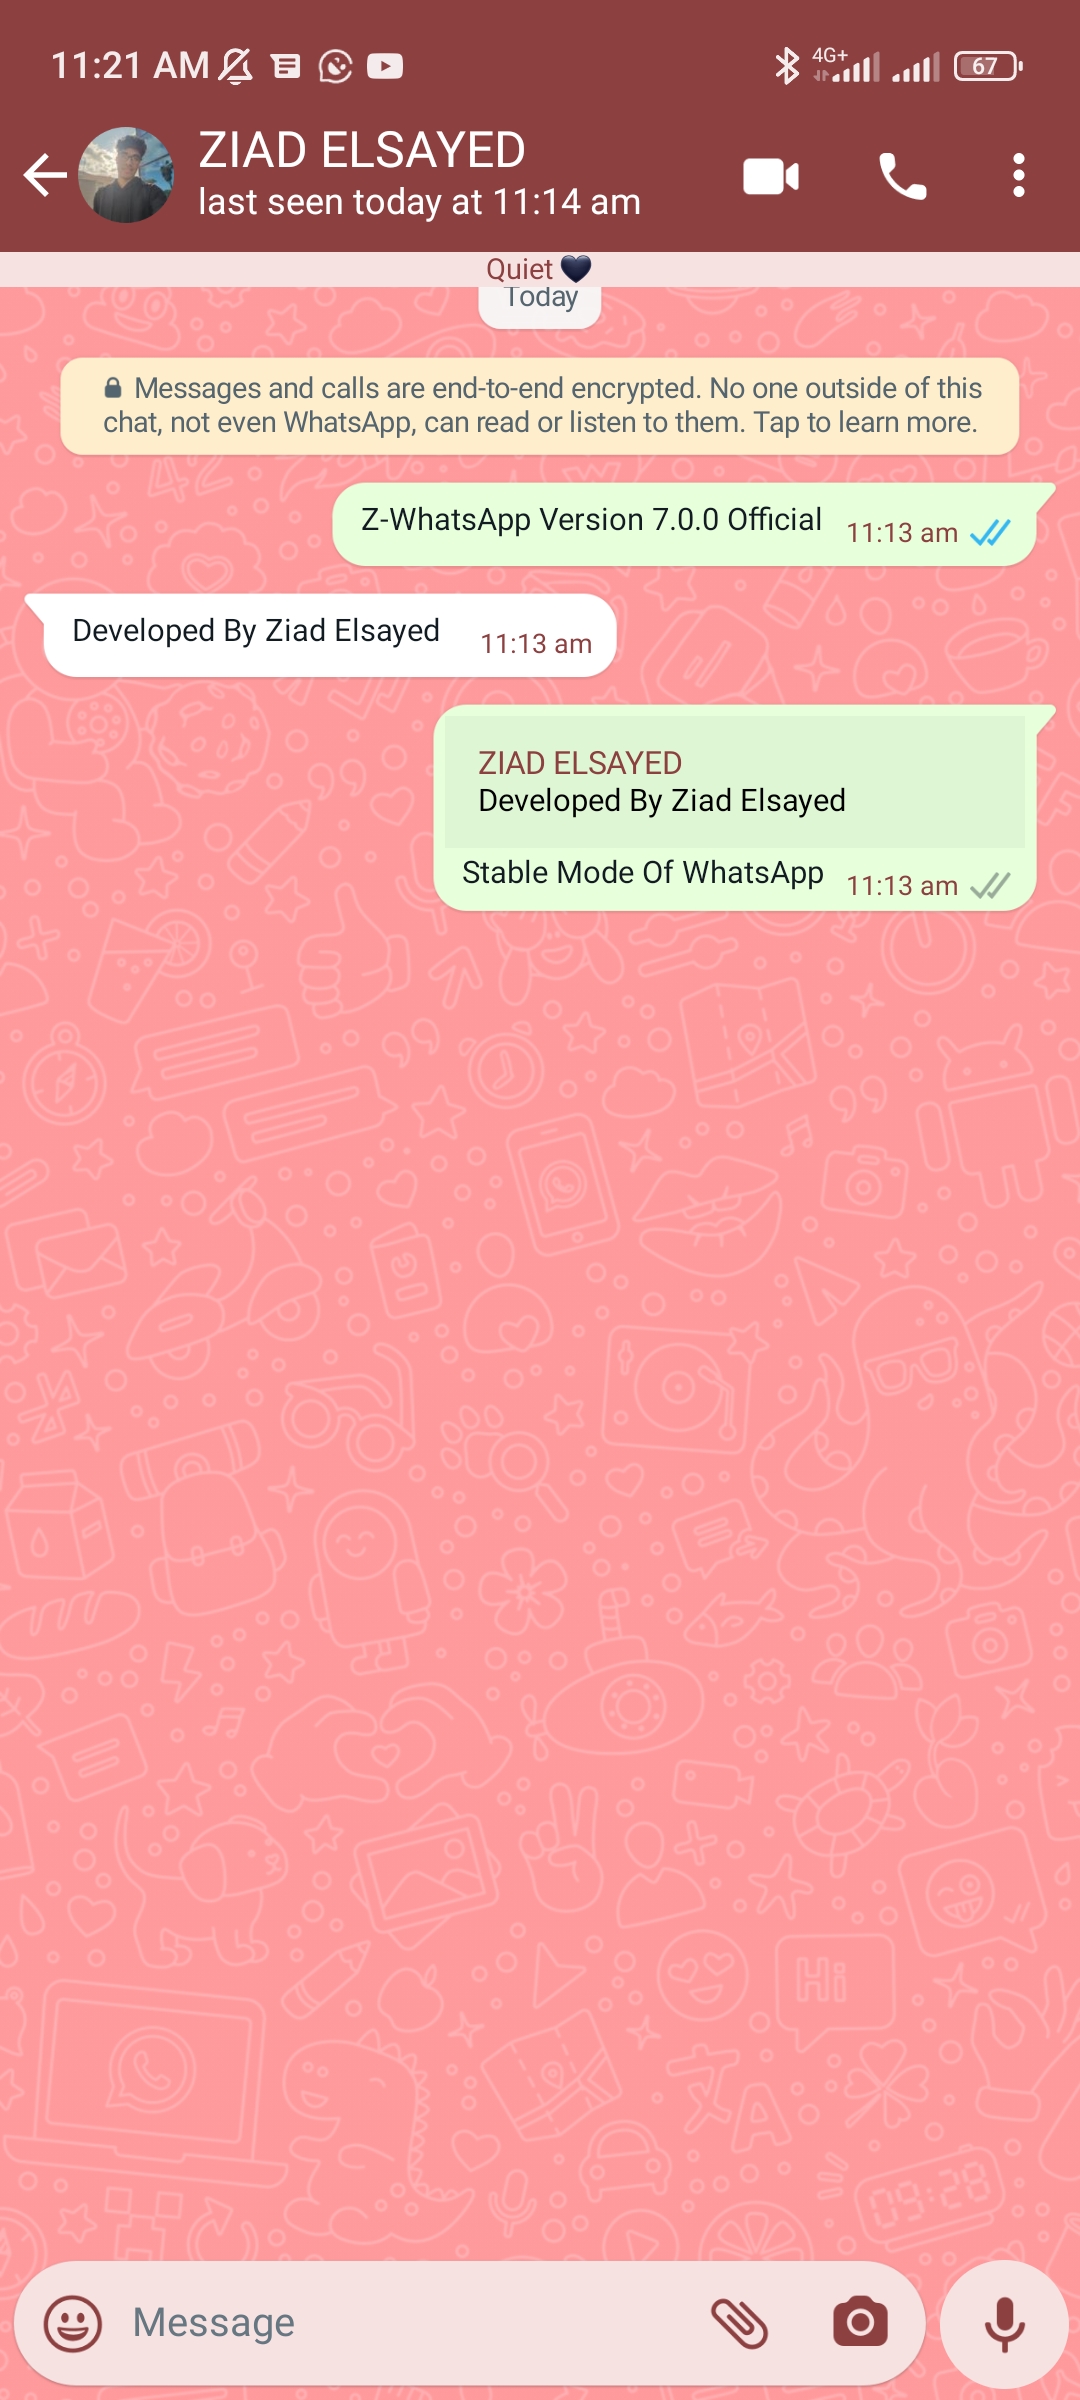 11:21 AM
4G+
67
ZIAD ELSAYED
last seen today at 11:14 am
Quiet 🖤
Today
Messages and calls are end-to-end encrypted. No one outside of this
chat, not even WhatsApp, can read or listen to them. Tap to learn more.
Z-WhatsApp Version 7.0.0 Official 11:13 am
Developed By Ziad Elsayed 11:13 am
ZIAD ELSAYED
Developed By Ziad Elsayed
Stable Mode Of WhatsApp 11:13 am
Hi
09:28
Message